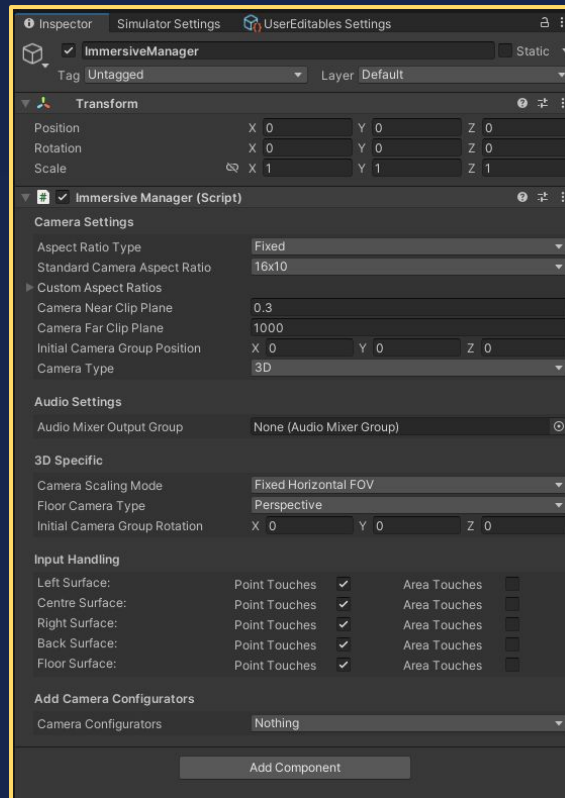 Inspector Simulator Settings UserEditables Settings
ImmersiveManager Static
Tag Untagged Layer Default
Transform
Position X 0 Y 0 Z 0
Rotation X 0 Y 0 Z 0
Scale X 1 Y 1 Z 1
Immersive Manager (Script)
Camera Settings
Aspect Ratio Type Fixed
Standard Camera Aspect Ratio 16x10
Custom Aspect Ratios
Camera Near Clip Plane 0.3
Camera Far Clip Plane 1000
Initial Camera Group Position X 0 Y 0 Z 0
Camera Type 3D
Audio Settings
Audio Mixer Output Group None (Audio Mixer Group)
3D Specific
Camera Scaling Mode Fixed Horizontal FOV
Floor Camera Type Perspective
Initial Camera Group Rotation X 0 Y 0 Z 0
Input Handling
Left Surface: Point Touches Area Touches
Centre Surface: Point Touches Area Touches
Right Surface: Point Touches Area Touches
Back Surface: Point Touches Area Touches
Floor Surface: Point Touches Area Touches
Add Camera Configurators
Camera Configurators Nothing
Add Component